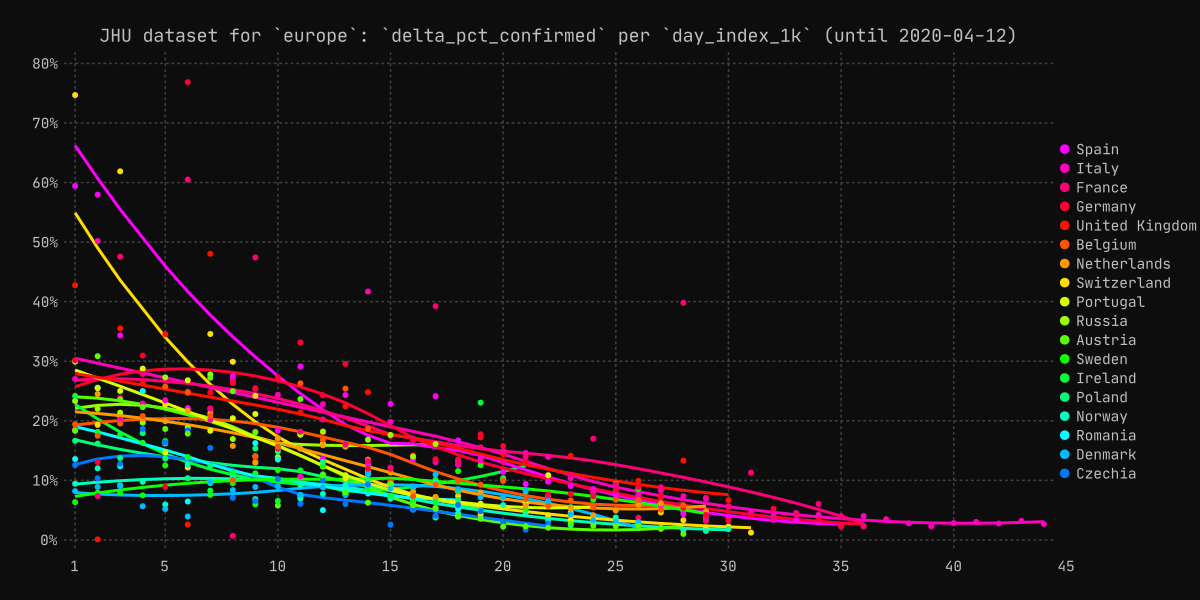 JHU dataset for `europe`: `delta_pct_confirmed` per `day_index_1k` (until 2020-04-12)
80%
70%
60%
50%
40%
30%
20%
10%
0%
1 5 10 15 20 25 30 35 40 45
Spain
Italy
France
Germany
United Kingdom
Belgium
Netherlands
Switzerland
Portugal
Russia
Austria
Sweden
Ireland
Poland
Norway
Romania
Denmark
Czechia